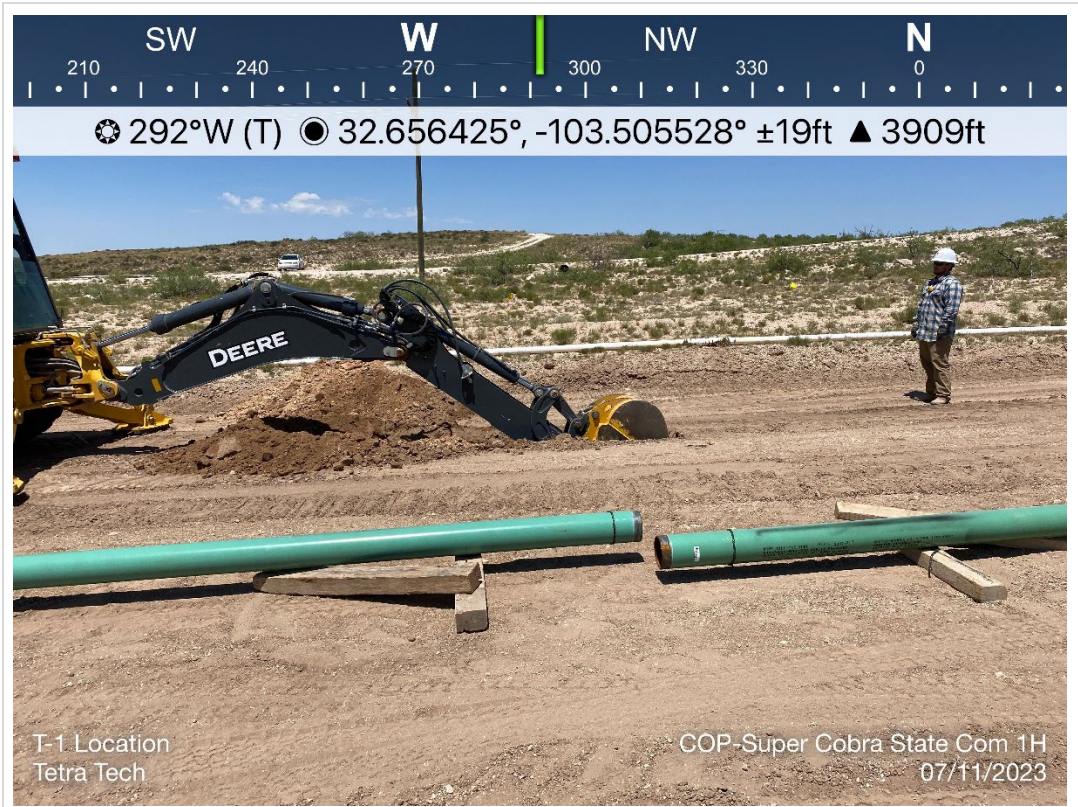 SW W NW N
210 240 270 300 330 0
292°W (T) 32.656425°, -103.505528° ±19ft ▲ 3909ft
DEERE
T-1 Location
Tetra Tech
COP-Super Cobra State Com 1H
07/11/2023